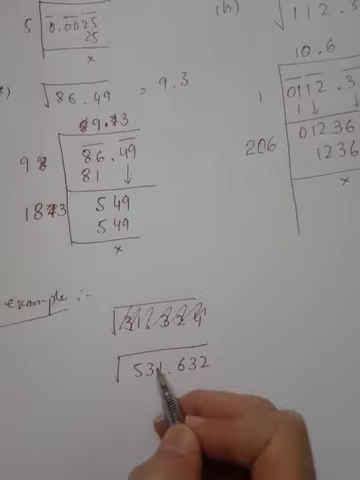 5 | 0.0025
25
x
√86.49 = 9.3
9.3
9 | 86.49
81 ↓
183 | 549
549
x
(h) √112.3
10.6
1 | 0112.3
↓
206 | 01236
1236
x
example :-
√531.632